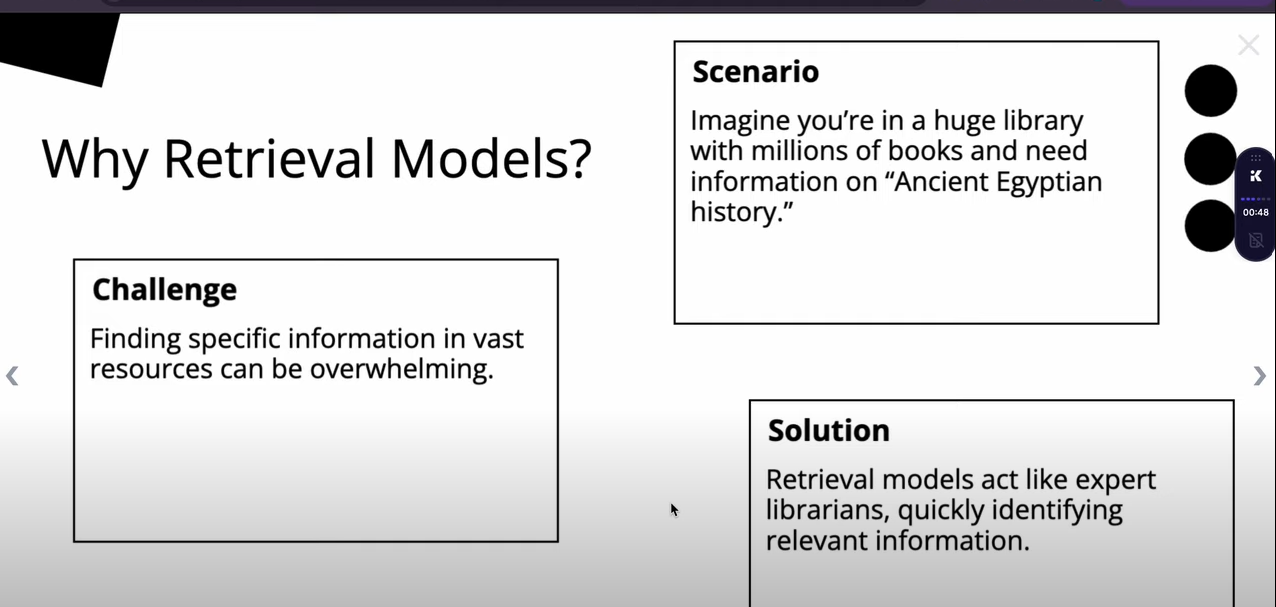 Why Retrieval Models?
Scenario
Imagine you’re in a huge library
with millions of books and need
information on “Ancient Egyptian
history.”
Challenge
Finding specific information in vast
resources can be overwhelming.
Solution
Retrieval models act like expert
librarians, quickly identifying
relevant information.
00:48